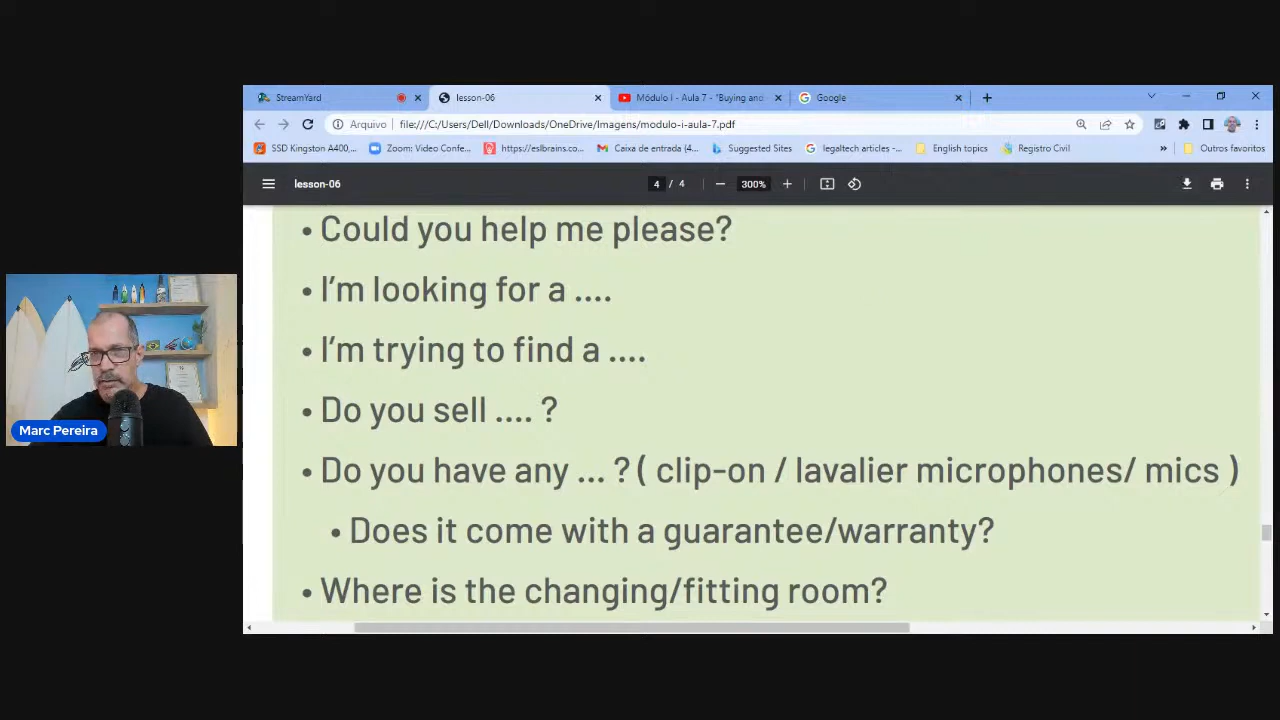 StreamYard
lesson-06
Módulo I - Aula 7 - "Buying and
Google
Arquivo file:///C:/Users/Dell/Downloads/OneDrive/Imagens/modulo-i-aula-7.pdf
SSD Kingston A400,...
Zoom: Video Confe...
https://eslbrains.co...
Caixa de entrada (4...
Suggested Sites
legaltech articles -...
English topics
Registro Civil
»
Outros favoritos
lesson-06
4 / 4
300%
• Could you help me please?
• I'm looking for a ....
• I'm trying to find a ....
• Do you sell .... ?
• Do you have any ... ? ( clip-on / lavalier microphones/ mics )
• Does it come with a guarantee/warranty?
• Where is the changing/fitting room?
Marc Pereira